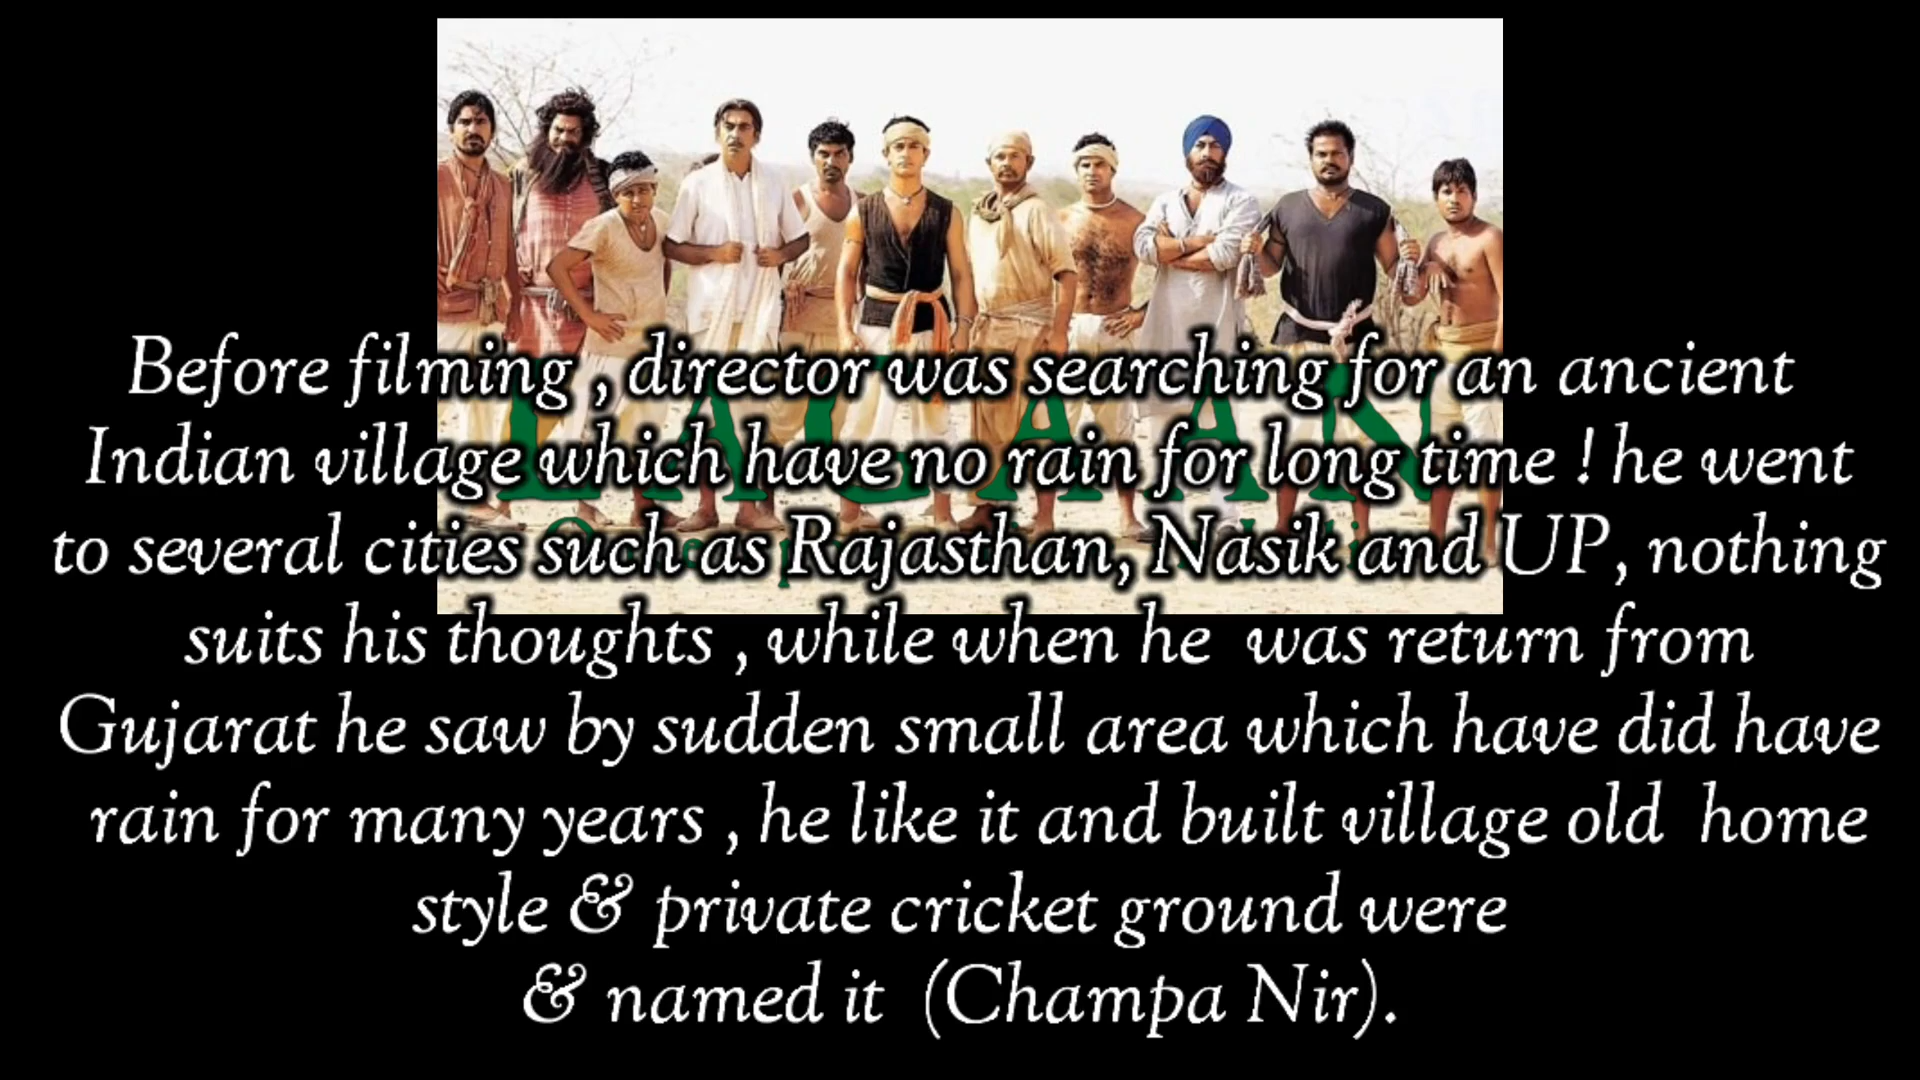 Before filming , director was searching for an ancient
Indian village which have no rain for long time ! he went
to several cities such as Rajasthan, Nasik and UP, nothing
suits his thoughts , while when he was return from
Gujarat he saw by sudden small area which have did have
rain for many years , he like it and built village old home
style & private cricket ground were
& named it (Champa Nir).
LAGAAN